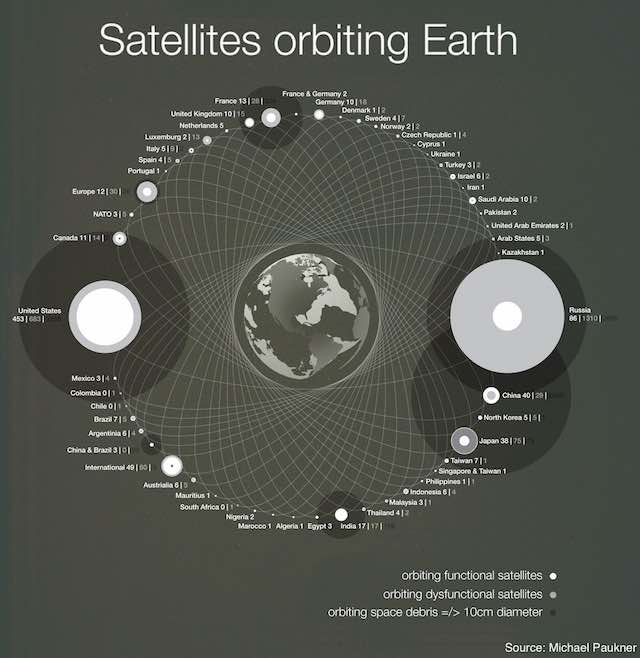 Satellites orbiting Earth
France & Germany 2
France 13 | 28 |
Germany 10 | 18
United Kingdom 10 | 15
Denmark 1 | 2
Netherlands 5
Sweden 4 | 7
Norway 2 | 2
Luxemburg 2 | 13
Czech Republic 1 | 4
Italy 5 | 9 |
Cyprus 1
Spain 4 | 5
Ukraine 1
Portugal 1
Turkey 3 | 2
Israel 6 | 2
Europe 12 | 30 |
Iran 1
Saudi Arabia 10 | 2
NATO 3 | 5
Pakistan 2
United Arab Emirates 2 | 1
Canada 11 | 14 |
Arab States 5 | 3
Kazakhstan 1
United States
453 | 683 |
Russia
86 | 1310 |
Mexico 3 | 4
Colombia 0 | 1
China 40 | 29 |
Chile 0 | 1
Brazil 7 | 5
North Korea 5 | 5
Argentinia 6 | 4
Japan 38 | 75 |
China & Brazil 3 | 0 |
Taiwan 7 | 1
International 49 | 60 |
Singapore & Taiwan 1
Austrialia 6 | 5
Philippines 1 | 1
Mauritius 1
Indonesia 6 | 4
South Africa 0 | 1
Malaysia 3 | 1
Nigeria 2
Thailand 4 | 2
Marocco 1
Algeria 1
Egypt 3
India 17 | 17 |
orbiting functional satellites
orbiting dysfunctional satellites
orbiting space debris =/> 10cm diameter
Source: Michael Paukner